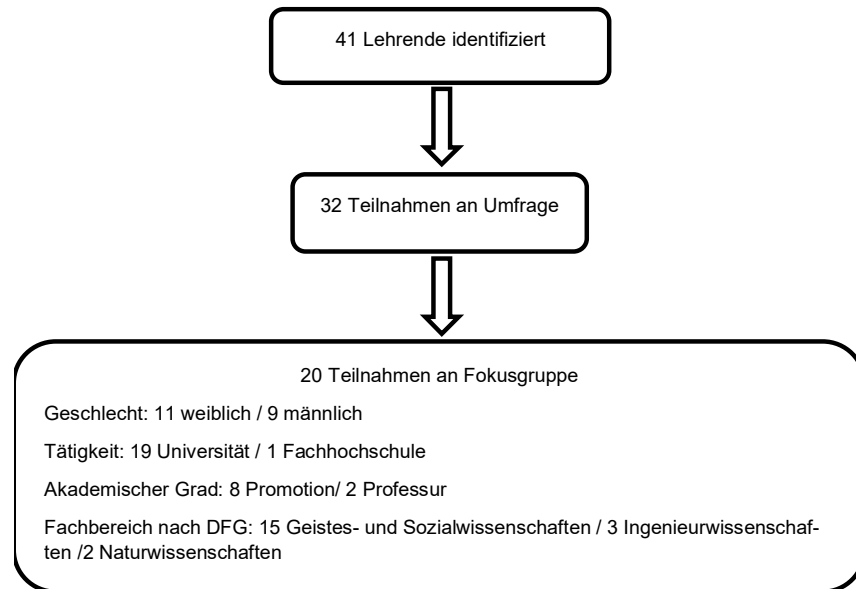 41 Lehrende identifiziert
32 Teilnahmen an Umfrage
20 Teilnahmen an Fokusgruppe
Geschlecht: 11 weiblich / 9 männlich
Tätigkeit: 19 Universität / 1 Fachhochschule
Akademischer Grad: 8 Promotion/ 2 Professur
Fachbereich nach DFG: 15 Geistes- und Sozialwissenschaften / 3 Ingenieurwissenschaf-
ten /2 Naturwissenschaften